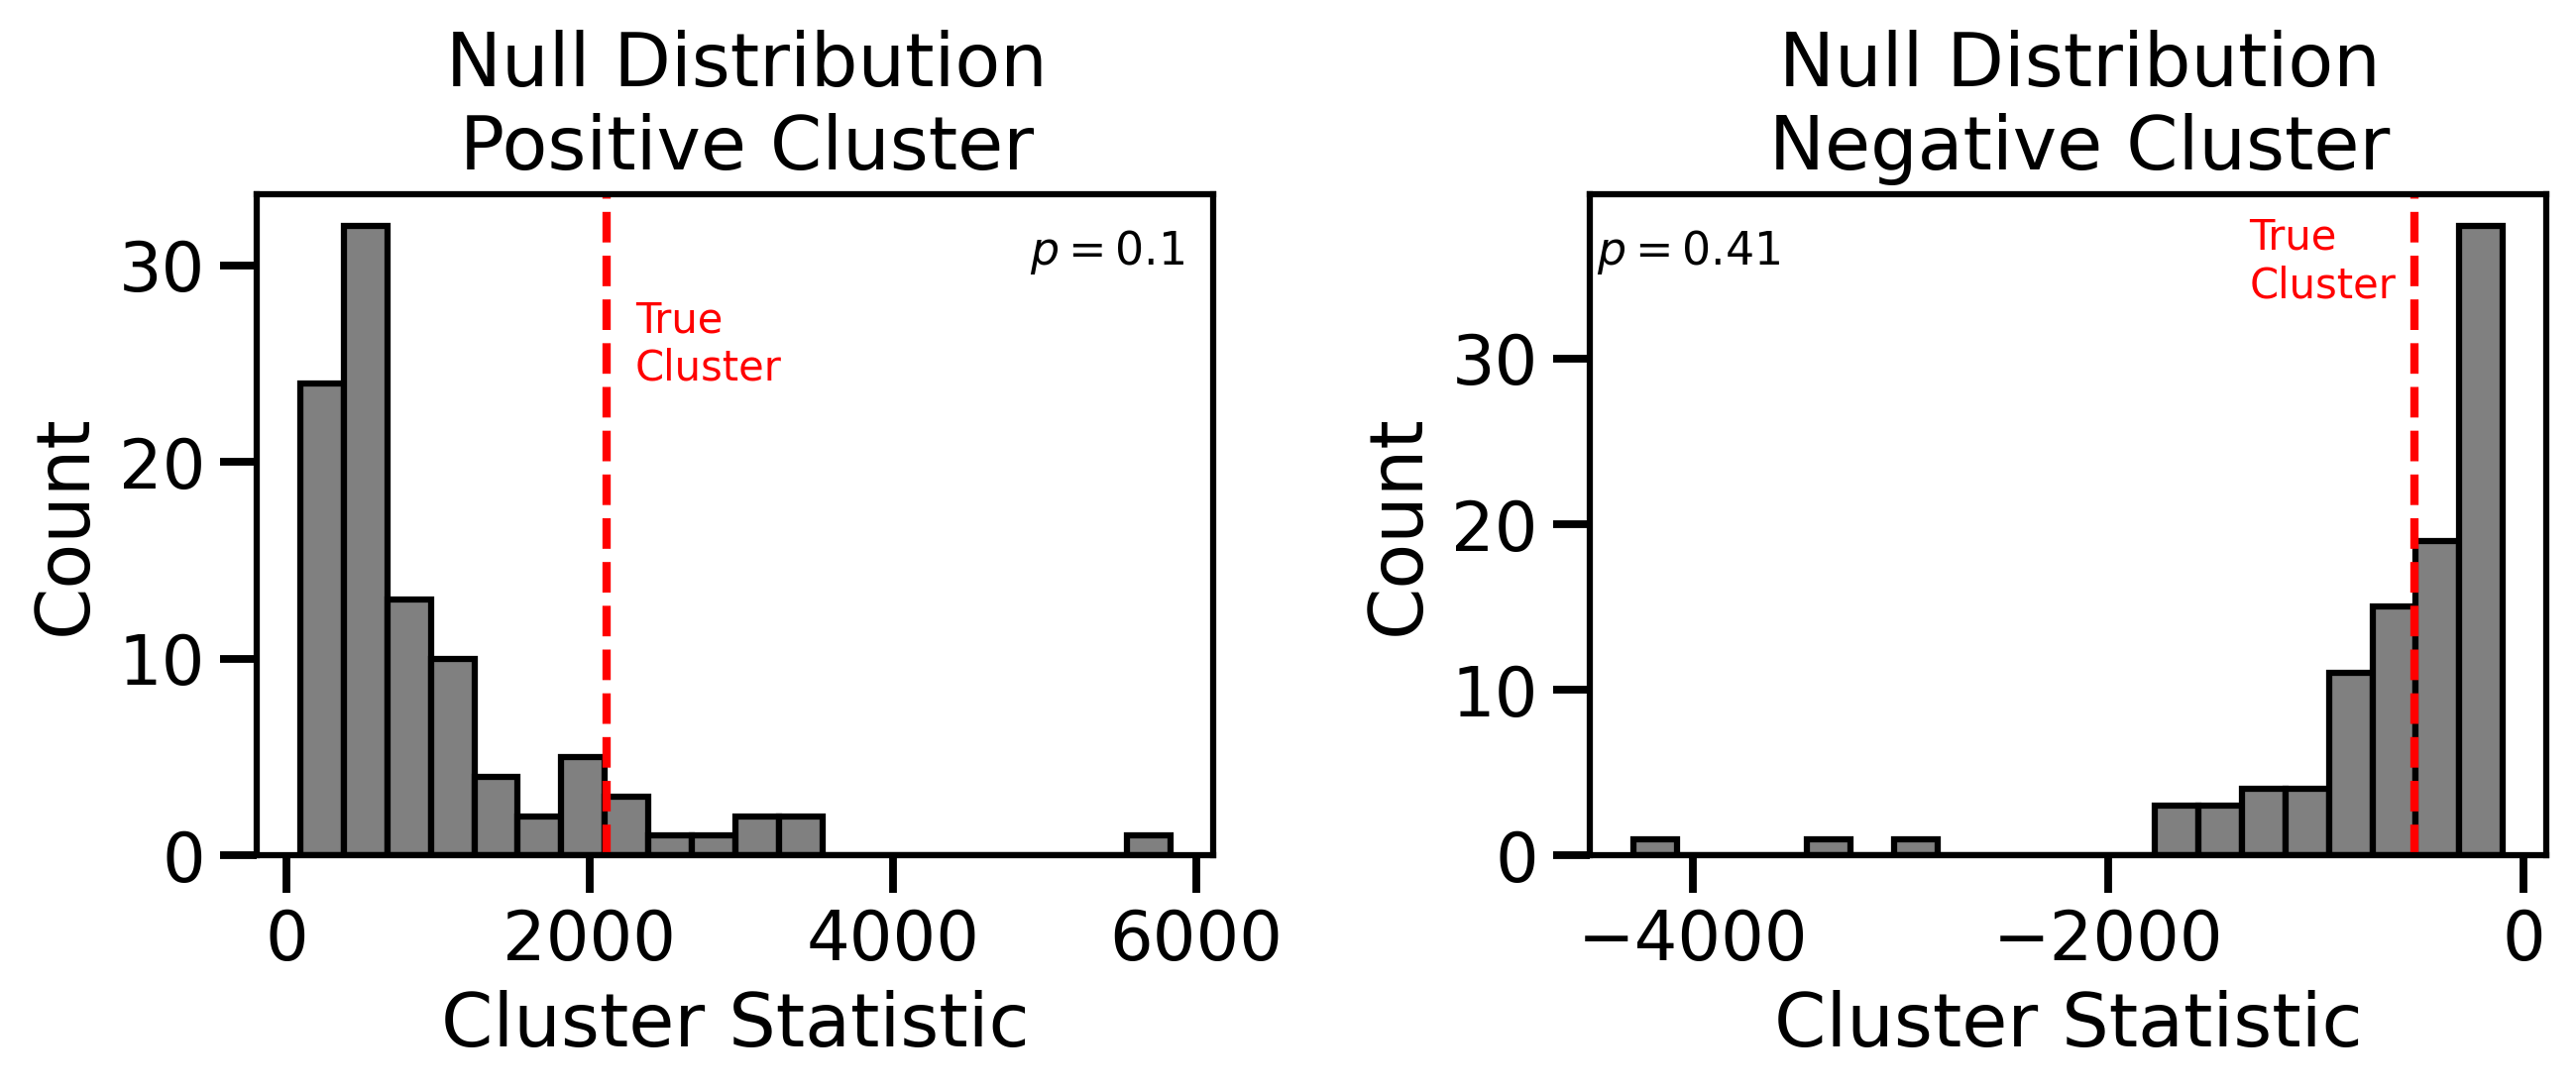 Null Distribution
Positive Cluster
30
20
10
0
Count
p = 0.1
True
Cluster
0
2000
4000
6000
Cluster Statistic
Null Distribution
Negative Cluster
30
20
10
0
Count
p = 0.41
True
Cluster
−4000
−2000
0
Cluster Statistic